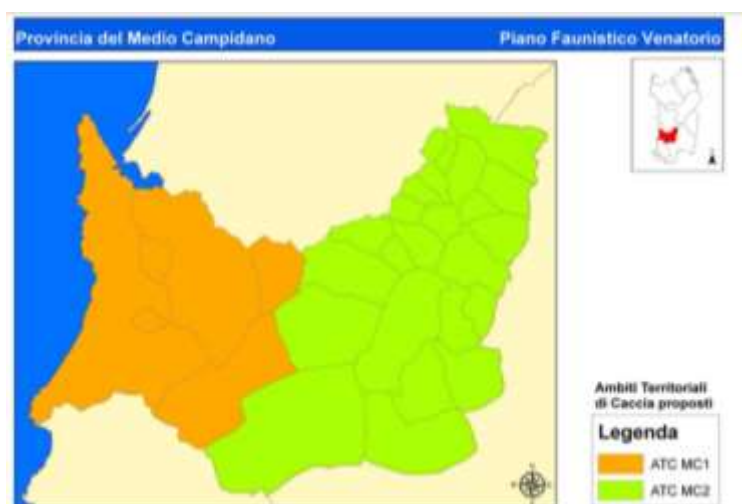 Provincia del Medio Campidano Piano Faunistico Venatorio
Ambiti Territoriali
di Caccia proposti
Legenda
ATC MC1
ATC MC2